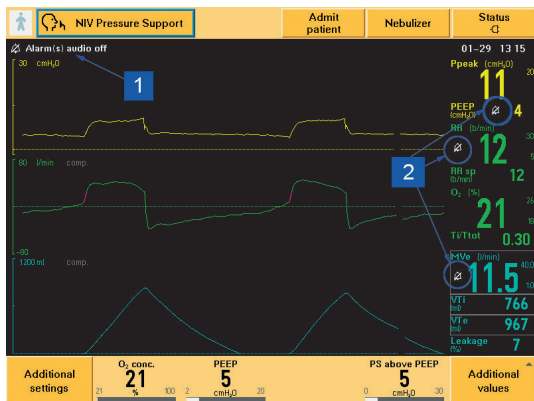 NIV Pressure Support
Admit patient
Nebulizer
Status
Alarm(s) audio off
01-29 13 15
30 cmH₂O
1
Ppeak (cmH₂O)
11
20
PEEP (cmH₂O)
4
RR (b/min)
12
30
5
80 l/min comp.
-80
2
RR sp (b/min)
12
O₂ (%)
21
26
18
Ti/Ttot
0.30
1200 ml comp.
MVe (l/min)
11.5
40.0
VTi (ml)
766
VTe (ml)
967
Leakage (%)
7
Additional settings
O₂ conc.
21
21 % 100
PEEP
5
2 cmH₂O 20
PS above PEEP
5
0 cmH₂O 30
Additional values